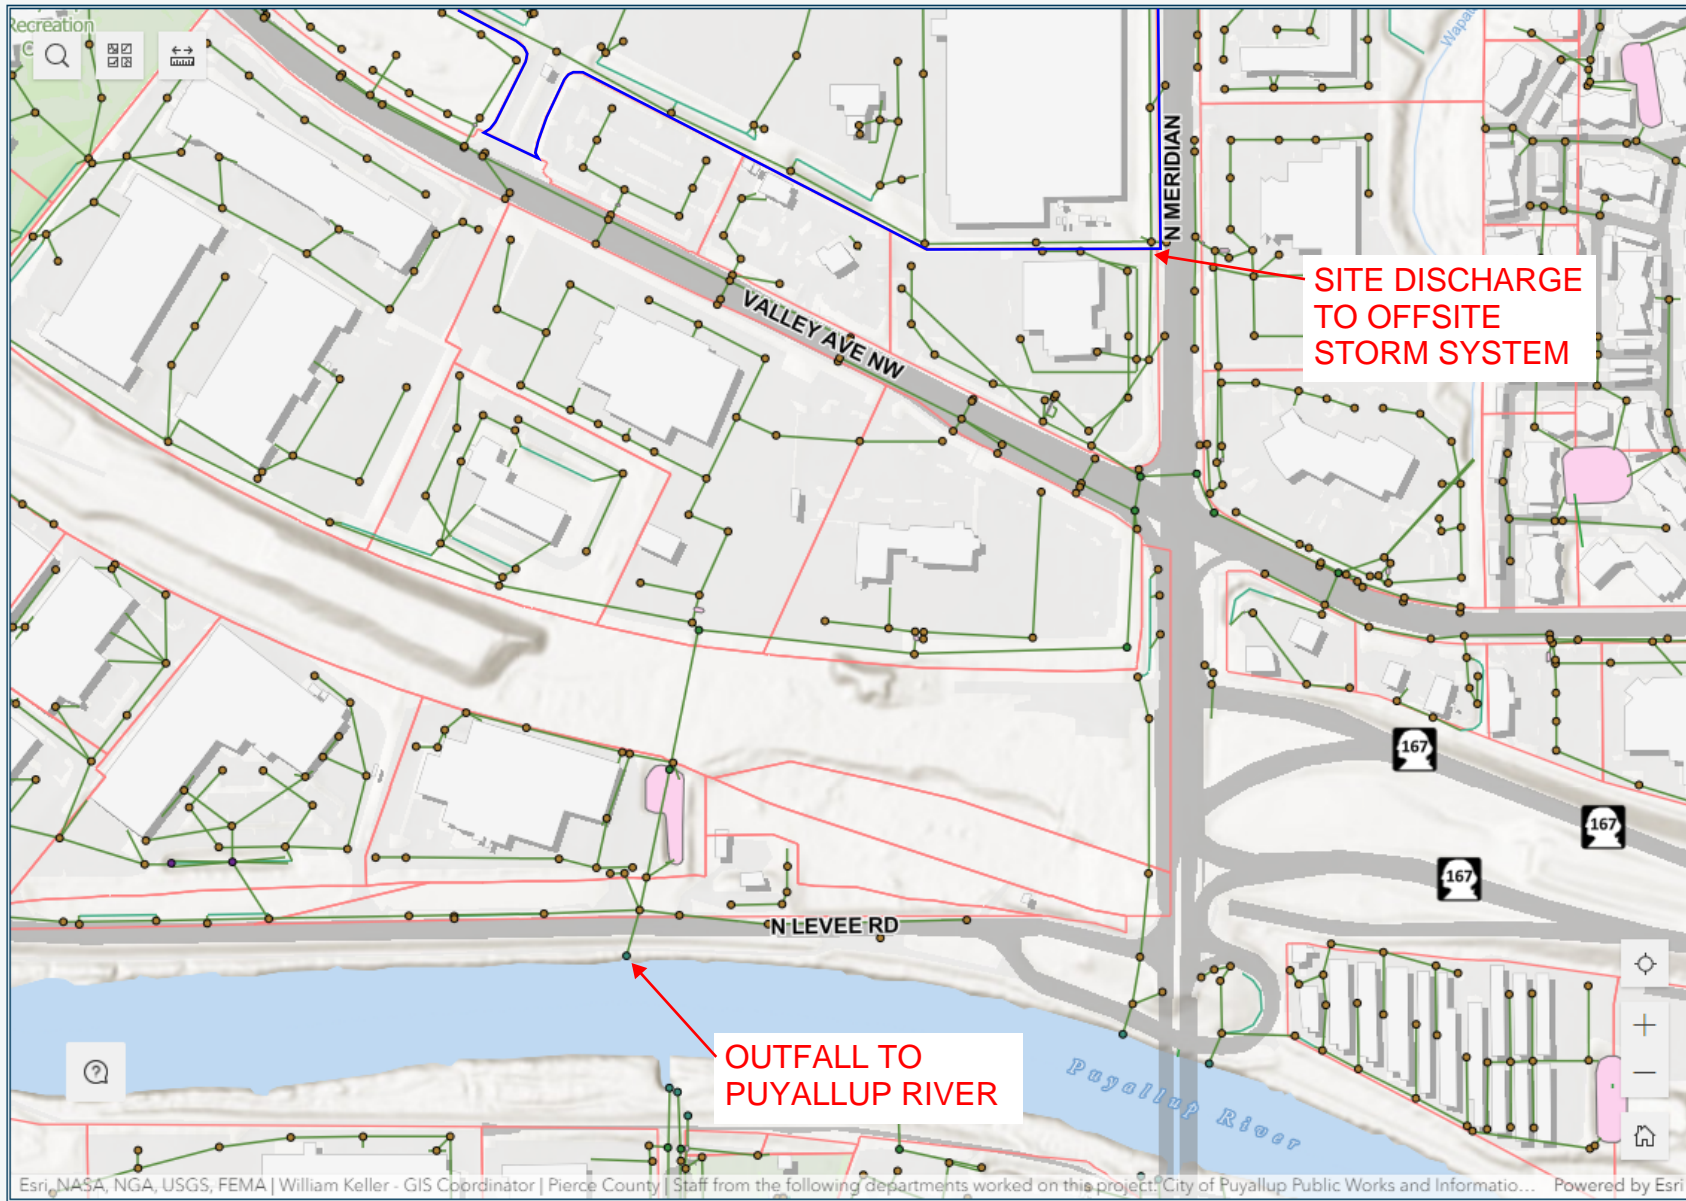 Recreation
Wapat
N MERIDIAN
SITE DISCHARGE
TO OFFSITE
STORM SYSTEM
VALLEY AVE NW
167
167
167
N LEVEE RD
OUTFALL TO
PUYALLUP RIVER
Puyallup River
Esri, NASA, NGA, USGS, FEMA | William Keller - GIS Coordinator | Pierce County | Staff from the following departments worked on this project: City of Puyallup Public Works and Informatio... Powered by Esri